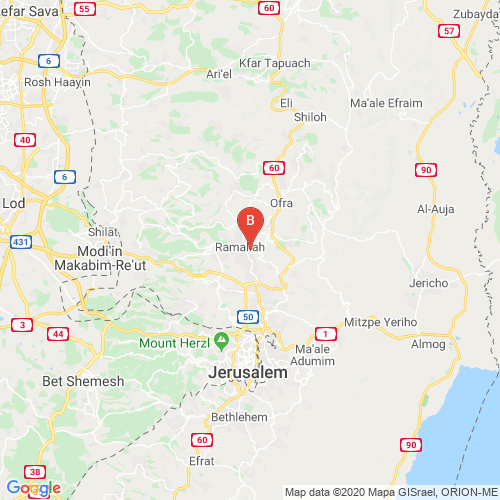 efar Sava
55
60
Zubayda
57
Kfar Tapuach
6
Ari'el
Rosh Haayin
Eli
Ma'ale Efraim
Shiloh
40
60
90
6
Lod
Ofra
Al-Auja
B
Shilat
431
Ramallah
Modi'in
Makabim-Re'ut
Jericho
50
3
44
Mitzpe Yeriho
1
Mount Herzl
Almog
Ma'ale
Adumim
Jerusalem
Bet Shemesh
Bethlehem
60
90
Efrat
38
Google
Map data ©2020 Mapa GISrael, ORION-ME